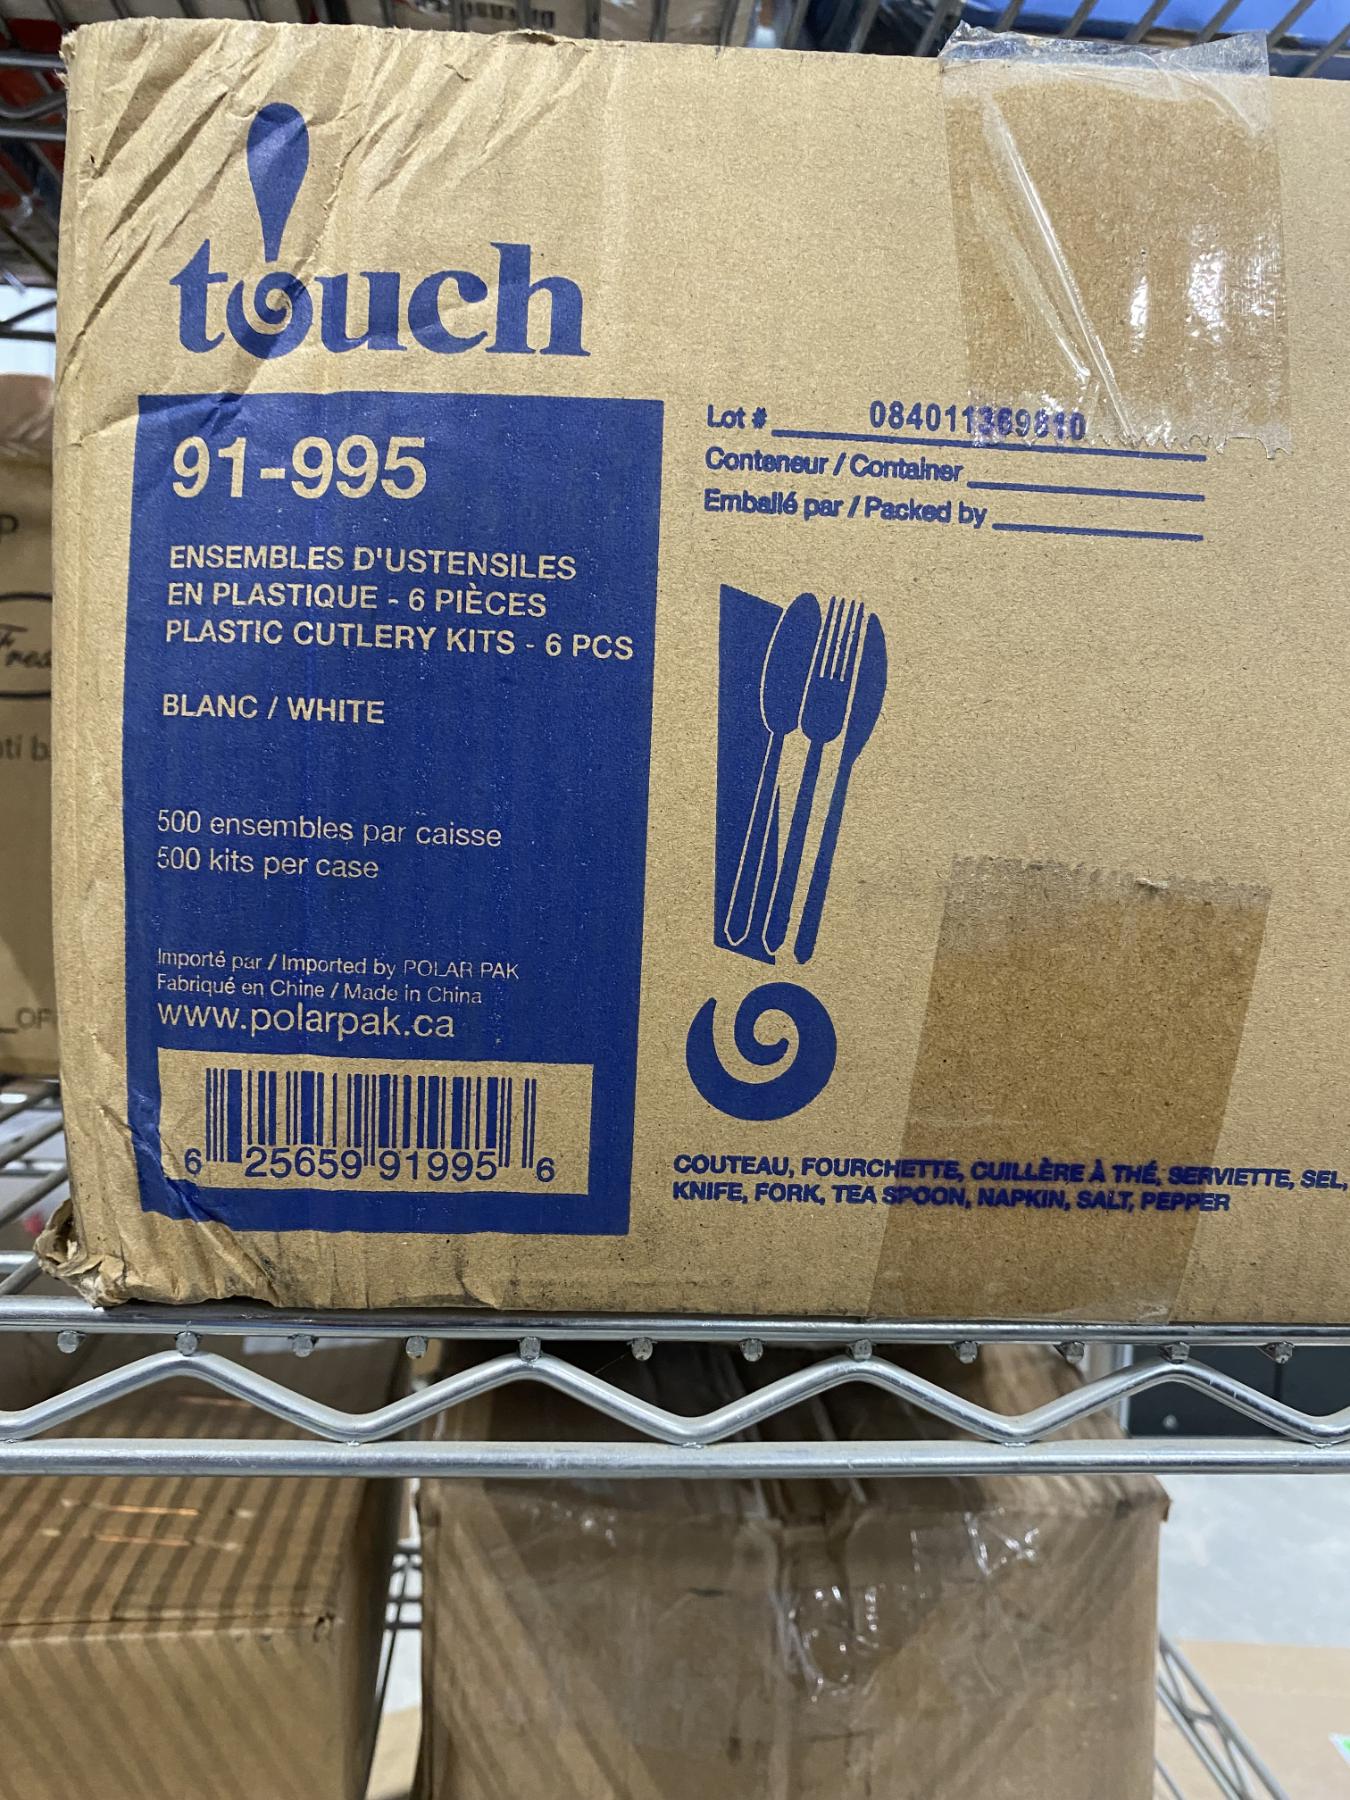 touch
91-995
ENSEMBLES D'USTENSILES
EN PLASTIQUE - 6 PIÈCES
PLASTIC CUTLERY KITS - 6 PCS
BLANC / WHITE
500 ensembles par caisse
500 kits per case
Importé par / Imported by POLAR PAK
Fabriqué en Chine / Made in China
www.polarpak.ca
6 25659 91995 6
Lot # 084011369810
Conteneur / Container
Emballé par / Packed by
COUTEAU, FOURCHETTE, CUILLÈRE À THÉ, SERVIETTE, SEL,
KNIFE, FORK, TEA SPOON, NAPKIN, SALT, PEPPER